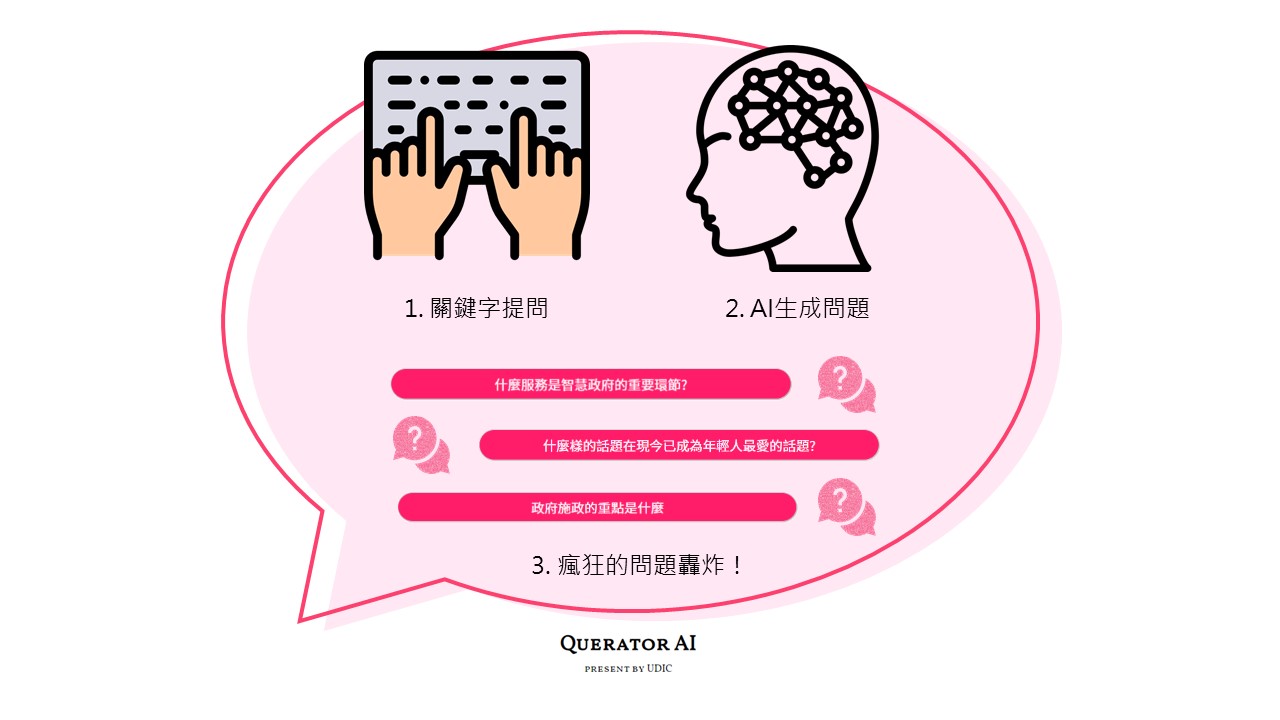 1. 關鍵字提問
2. AI生成問題
什麼服務是智慧政府的重要環節?
什麼樣的話題在現今已成為年輕人最愛的話題?
政府施政的重點是什麼
3. 瘋狂的問題轟炸！
QUERATOR AI
PRESENT BY UDIC